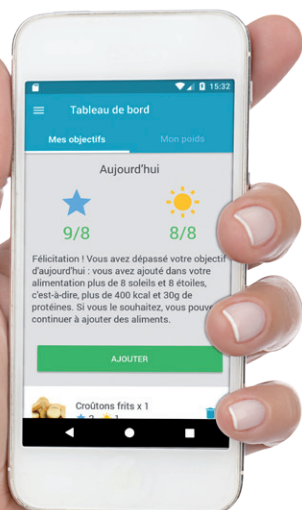 15:32
Tableau de bord
Mes objectifs Mon poids
Aujourd'hui
9/8 8/8
Félicitation ! Vous avez dépassé votre objectif
d'aujourd'hui : vous avez ajouté dans votre
alimentation plus de 8 soleils et 8 étoiles,
c'est-à-dire, plus de 400 kcal et 30g de
protéines. Si vous le souhaitez, vous
continuer à ajouter des aliments.
AJOUTER
Croûtons frits x 1